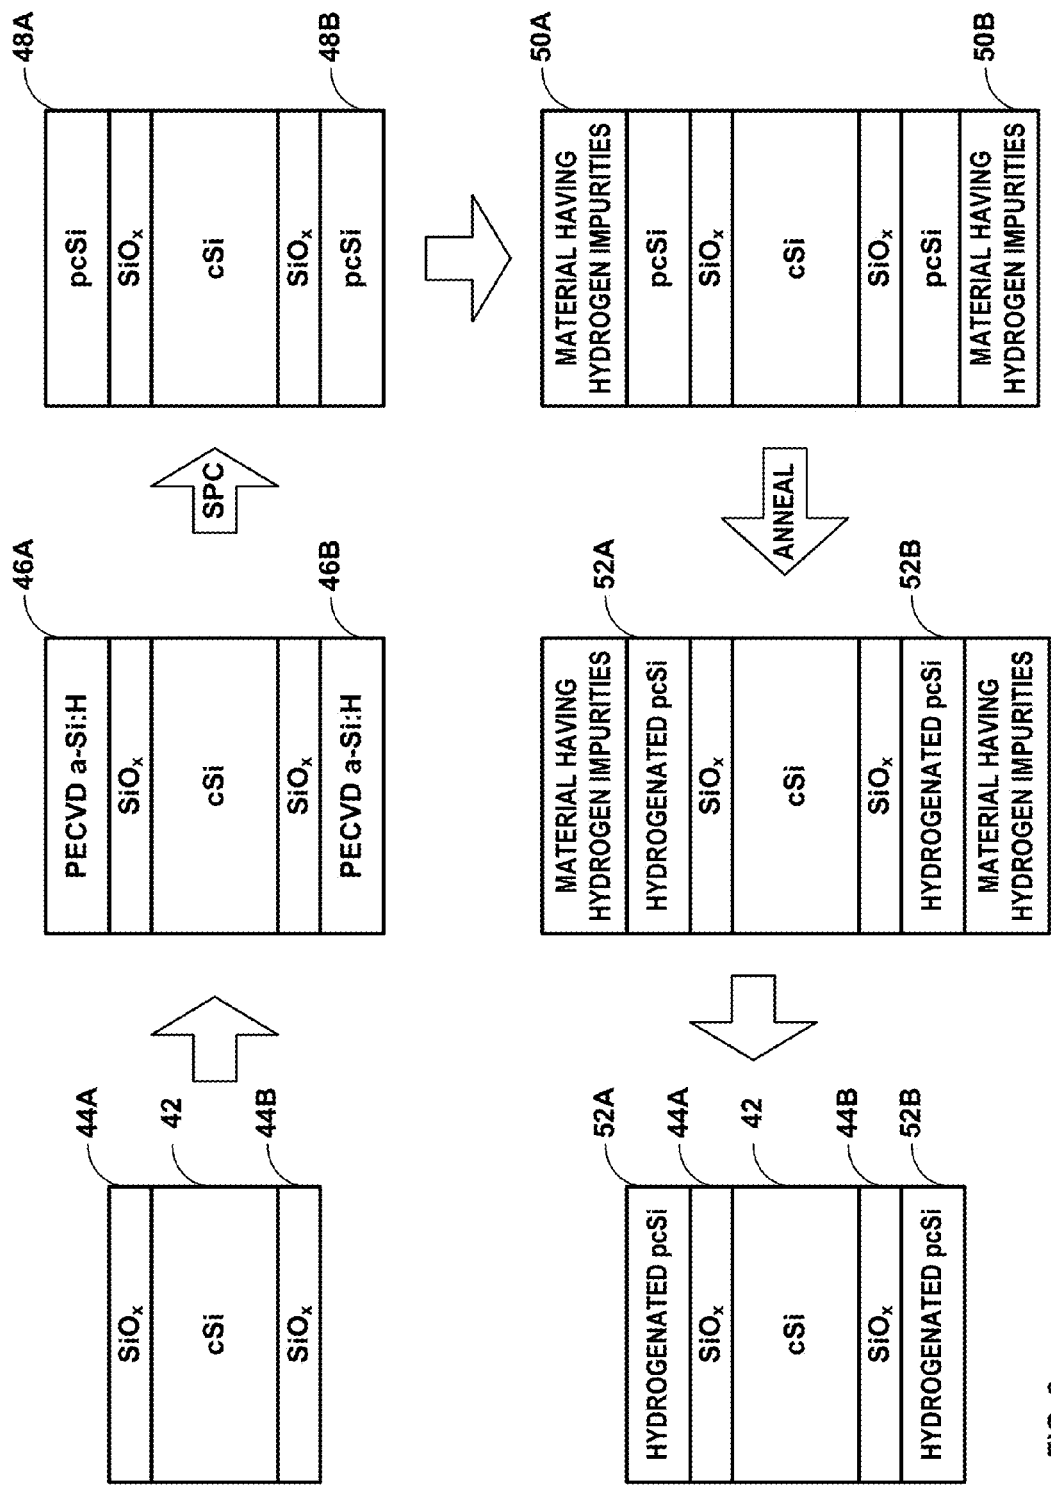 44A
SiOx
42
cSi
44B
SiOx
46A
PECVD a-Si:H
SiOx
cSi
SiOx
46B
PECVD a-Si:H
SPC
48A
pcSi
SiOx
cSi
SiOx
48B
pcSi
50A
MATERIAL HAVING
HYDROGEN IMPURITIES
pcSi
SiOx
cSi
SiOx
pcSi
50B
MATERIAL HAVING
HYDROGEN IMPURITIES
ANNEAL
MATERIAL HAVING
HYDROGEN IMPURITIES
52A
HYDROGENATED pcSi
SiOx
cSi
SiOx
52B
HYDROGENATED pcSi
MATERIAL HAVING
HYDROGEN IMPURITIES
52A
HYDROGENATED pcSi
44A
SiOx
42
cSi
44B
SiOx
52B
HYDROGENATED pcSi